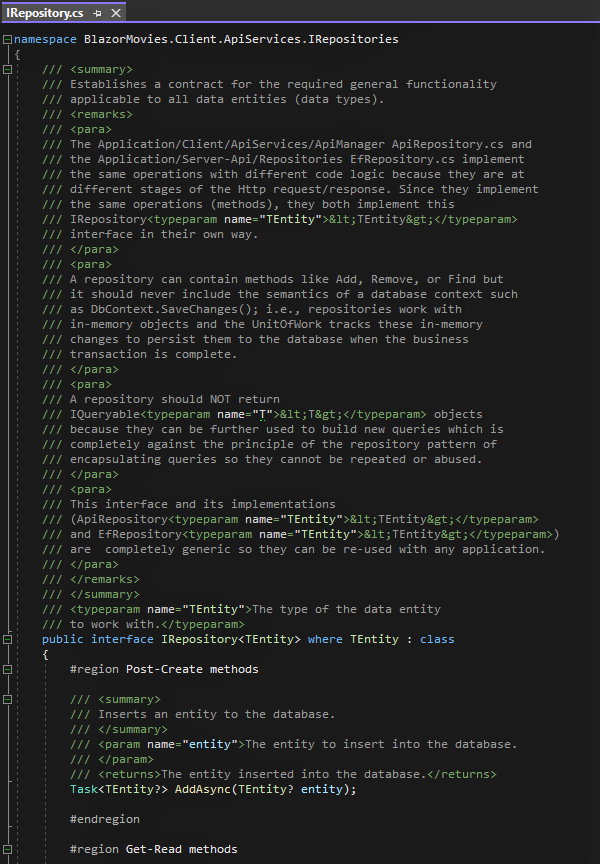 IRepository.cs
namespace BlazorMovies.Client.ApiServices.IRepositories
{
/// <summary>
/// Establishes a contract for the required general functionality
/// applicable to all data entities (data types).
/// <remarks>
/// <para>
/// The Application/Client/ApiServices/ApiManager ApiRepository.cs and
/// the Application/Server-Api/Repositories EfRepository.cs implement
/// the same operations with different code logic because they are at
/// different stages of the Http request/response. Since they implement
/// the same operations (methods), they both implement this
/// IRepository<typeparam name="TEntity">&lt;TEntity&gt;</typeparam>
/// interface in their own way.
/// </para>
/// <para>
/// A repository can contain methods like Add, Remove, or Find but
/// it should never include the semantics of a database context such
/// as DbContext.SaveChanges(); i.e., repositories work with
/// in-memory objects and the UnitOfWork tracks these in-memory
/// changes to persist them to the database when the business
/// transaction is complete.
/// </para>
/// <para>
/// A repository should NOT return
/// IQueryable<typeparam name="T">&lt;T&gt;</typeparam> objects
/// because they can be further used to build new queries which is
/// completely against the principle of the repository pattern of
/// encapsulating queries so they cannot be repeated or abused.
/// </para>
/// <para>
/// This interface and its implementations
/// (ApiRepository<typeparam name="TEntity">&lt;TEntity&gt;</typeparam>
/// and EfRepository<typeparam name="TEntity">&lt;TEntity&gt;</typeparam>)
/// are  completely generic so they can be re-used with any application.
/// </para>
/// </remarks>
/// </summary>
/// <typeparam name="TEntity">The type of the data entity
/// to work with.</typeparam>
public interface IRepository<TEntity> where TEntity : class
{
#region Post-Create methods
/// <summary>
/// Inserts an entity to the database.
/// </summary>
/// <param name="entity">The entity to insert into the database.
/// </param>
/// <returns>The entity inserted into the database.</returns>
Task<TEntity?> AddAsync(TEntity? entity);
#endregion
#region Get-Read methods